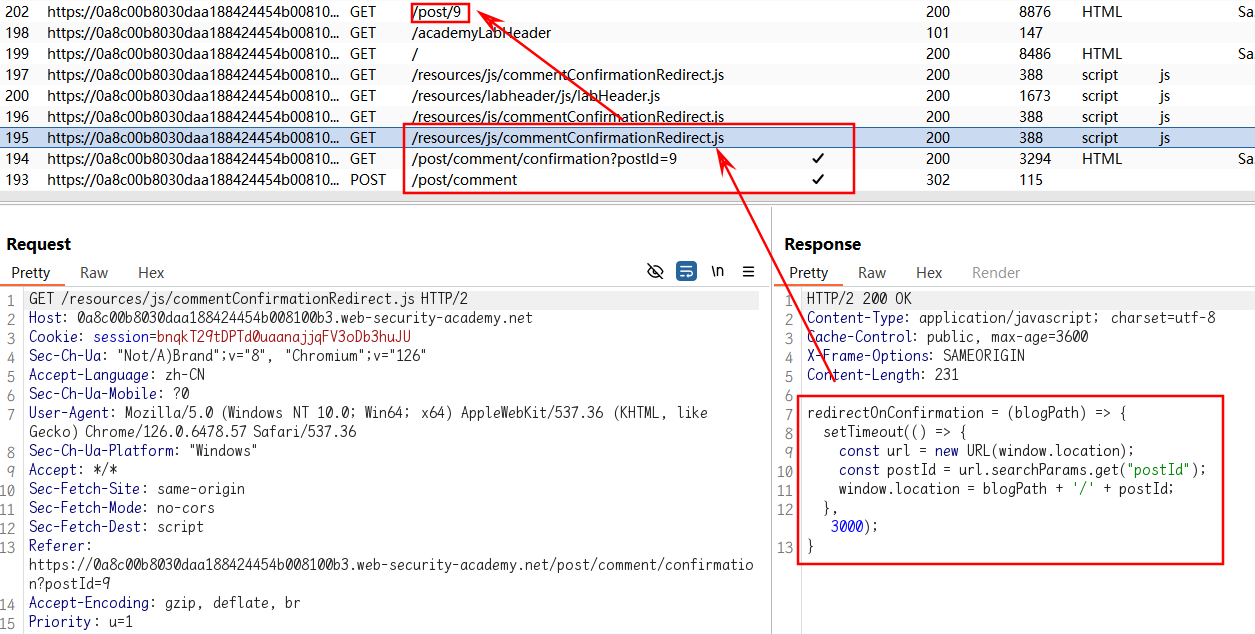 202 https://0a8c00b8030daa188424454b00810... GET /post/9 200 8876 HTML Sa
198 https://0a8c00b8030daa188424454b00810... GET /academyLabHeader 101 147
199 https://0a8c00b8030daa188424454b00810... GET / 200 8486 HTML Sa
197 https://0a8c00b8030daa188424454b00810... GET /resources/js/commentConfirmationRedirect.js 200 388 script js
200 https://0a8c00b8030daa188424454b00810... GET /resources/labheader/js/labHeader.js 200 1673 script js
196 https://0a8c00b8030daa188424454b00810... GET /resources/js/commentConfirmationRedirect.js 200 388 script js
195 https://0a8c00b8030daa188424454b00810... GET /resources/js/commentConfirmationRedirect.js 200 388 script js
194 https://0a8c00b8030daa188424454b00810... GET /post/comment/confirmation?postId=9 ✓ 200 3294 HTML Sa
193 https://0a8c00b8030daa188424454b00810... POST /post/comment ✓ 302 115
Request
Pretty Raw Hex \n
1 GET /resources/js/commentConfirmationRedirect.js HTTP/2
2 Host: 0a8c00b8030daa188424454b008100b3.web-security-academy.net
3 Cookie: session=bnqkT29tDPTd0uaanajjqFV3oDb3huJU
4 Sec-Ch-Ua: "Not/A)Brand";v="8", "Chromium";v="126"
5 Accept-Language: zh-CN
6 Sec-Ch-Ua-Mobile: ?0
7 User-Agent: Mozilla/5.0 (Windows NT 10.0; Win64; x64) AppleWebKit/537.36 (KHTML, like
Gecko) Chrome/126.0.6478.57 Safari/537.36
8 Sec-Ch-Ua-Platform: "Windows"
9 Accept: */*
10 Sec-Fetch-Site: same-origin
11 Sec-Fetch-Mode: no-cors
12 Sec-Fetch-Dest: script
13 Referer:
https://0a8c00b8030daa188424454b008100b3.web-security-academy.net/post/comment/confirmatio
n?postId=9
14 Accept-Encoding: gzip, deflate, br
15 Priority: u=1
Response
Pretty Raw Hex Render
1 HTTP/2 200 OK
2 Content-Type: application/javascript; charset=utf-8
3 Cache-Control: public, max-age=3600
4 X-Frame-Options: SAMEORIGIN
5 Content-Length: 231
6
7 redirectOnConfirmation = (blogPath) => {
8 setTimeout(() => {
9 const url = new URL(window.location);
10 const postId = url.searchParams.get("postId");
11 window.location = blogPath + '/' + postId;
12 },
3000);
13 }